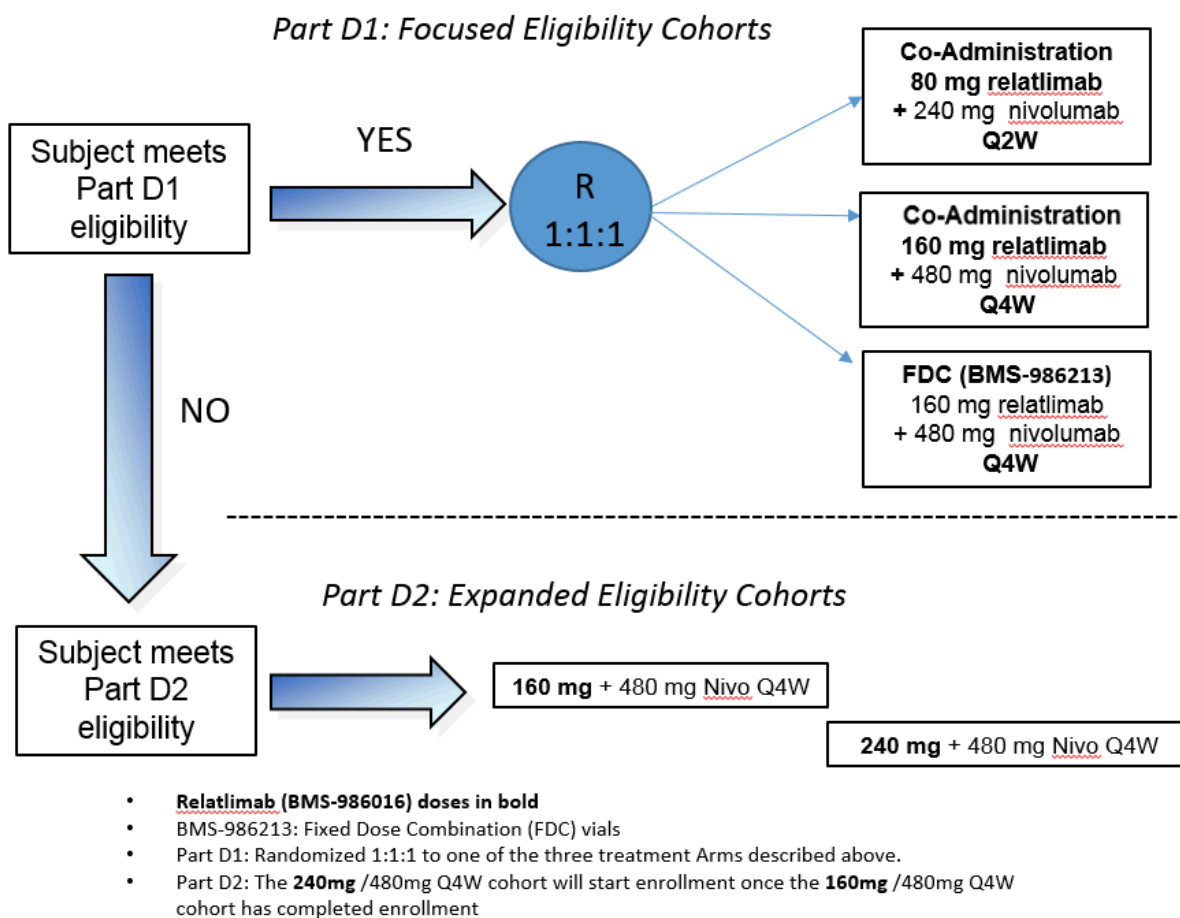 Part D1: Focused Eligibility Cohorts
Subject meets
Part D1
eligibility
YES
R
1:1:1
Co-Administration
80 mg relatlimab
+ 240 mg nivolumab
Q2W
Co-Administration
160 mg relatlimab
+ 480 mg nivolumab
Q4W
FDC (BMS-986213)
160 mg relatlimab
+ 480 mg nivolumab
Q4W
NO
Part D2: Expanded Eligibility Cohorts
Subject meets
Part D2
eligibility
160 mg + 480 mg Nivo Q4W
240 mg + 480 mg Nivo Q4W
• Relatlimab (BMS-986016) doses in bold
• BMS-986213: Fixed Dose Combination (FDC) vials
• Part D1: Randomized 1:1:1 to one of the three treatment Arms described above.
• Part D2: The 240mg /480mg Q4W cohort will start enrollment once the 160mg /480mg Q4W
cohort has completed enrollment